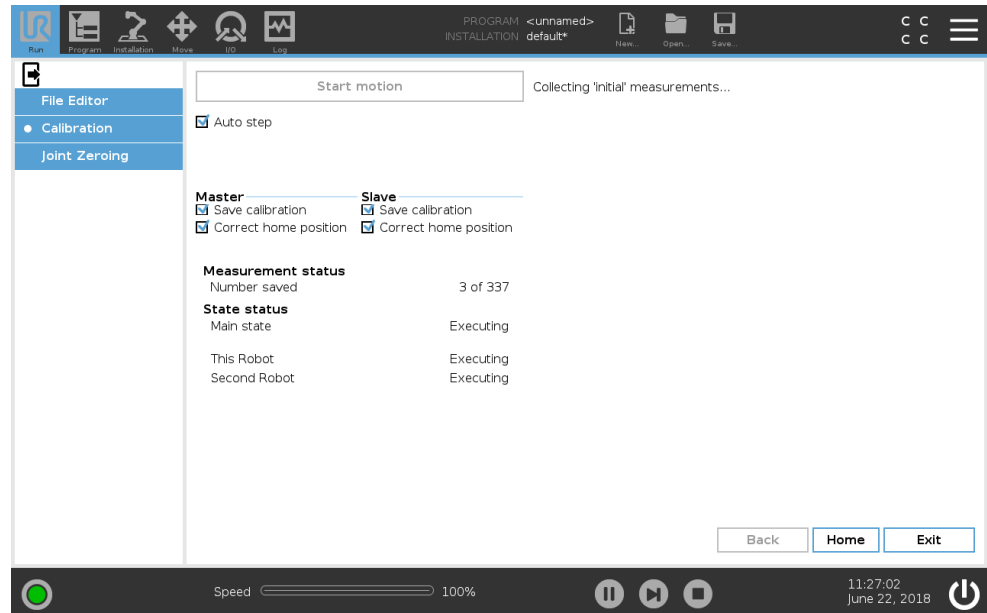 PROGRAM <unnamed>
INSTALLATION default*
UR
Run Program Installation Move I/O Log New... Open... Save...
C C
C C
File Editor
Calibration
Joint Zeroing
Start motion
Collecting 'initial' measurements...
Auto step
Master Slave
Save calibration Save calibration
Correct home position Correct home position
Measurement status
Number saved 3 of 337
State status
Main state Executing
This Robot Executing
Second Robot Executing
Back Home Exit
Speed 100%
11:27:02
June 22, 2018